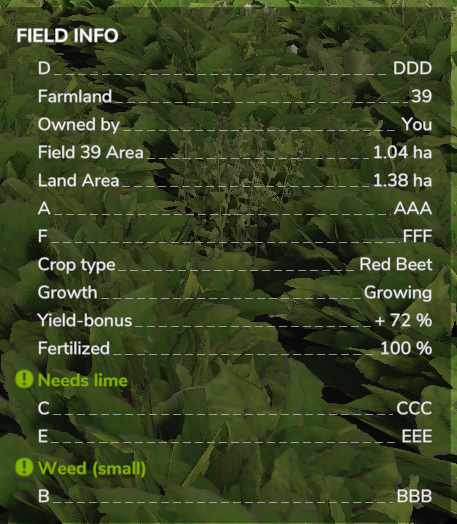 FIELD INFO
D DDD
Farmland 39
Owned by You
Field 39 Area 1.04 ha
Land Area 1.38 ha
A AAA
F FFF
Crop type Red Beet
Growth Growing
Yield-bonus + 72 %
Fertilized 100 %
! Needs lime
C CCC
E EEE
! Weed (small)
B BBB